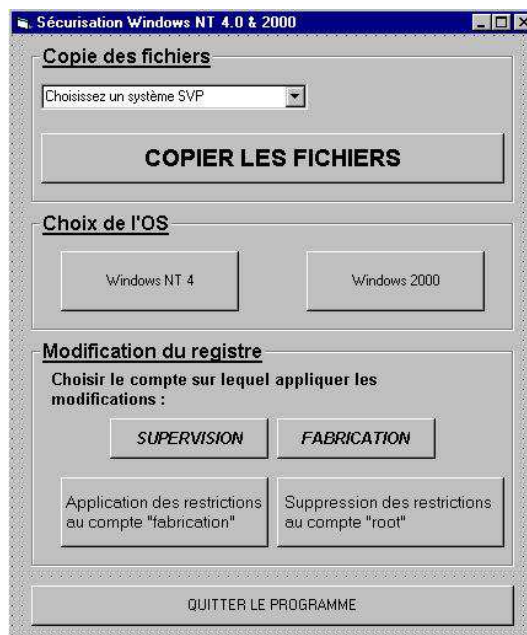 Sécurisation Windows NT 4.0 & 2000
Copie des fichiers
Choisissez un système SVP
COPIER LES FICHIERS
Choix de l'OS
Windows NT 4
Windows 2000
Modification du registre
Choisir le compte sur lequel appliquer les
modifications :
SUPERVISION
FABRICATION
Application des restrictions
au compte "fabrication"
Suppression des restrictions
au compte "root"
QUITTER LE PROGRAMME